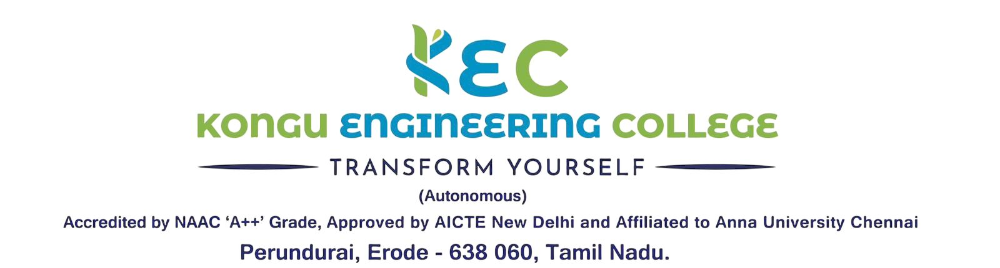 KEC
KONGU ENGINEERING COLLEGE
TRANSFORM YOURSELF
(Autonomous)
Accredited by NAAC ‘A++’ Grade, Approved by AICTE New Delhi and Affiliated to Anna University Chennai
Perundurai, Erode - 638 060, Tamil Nadu.